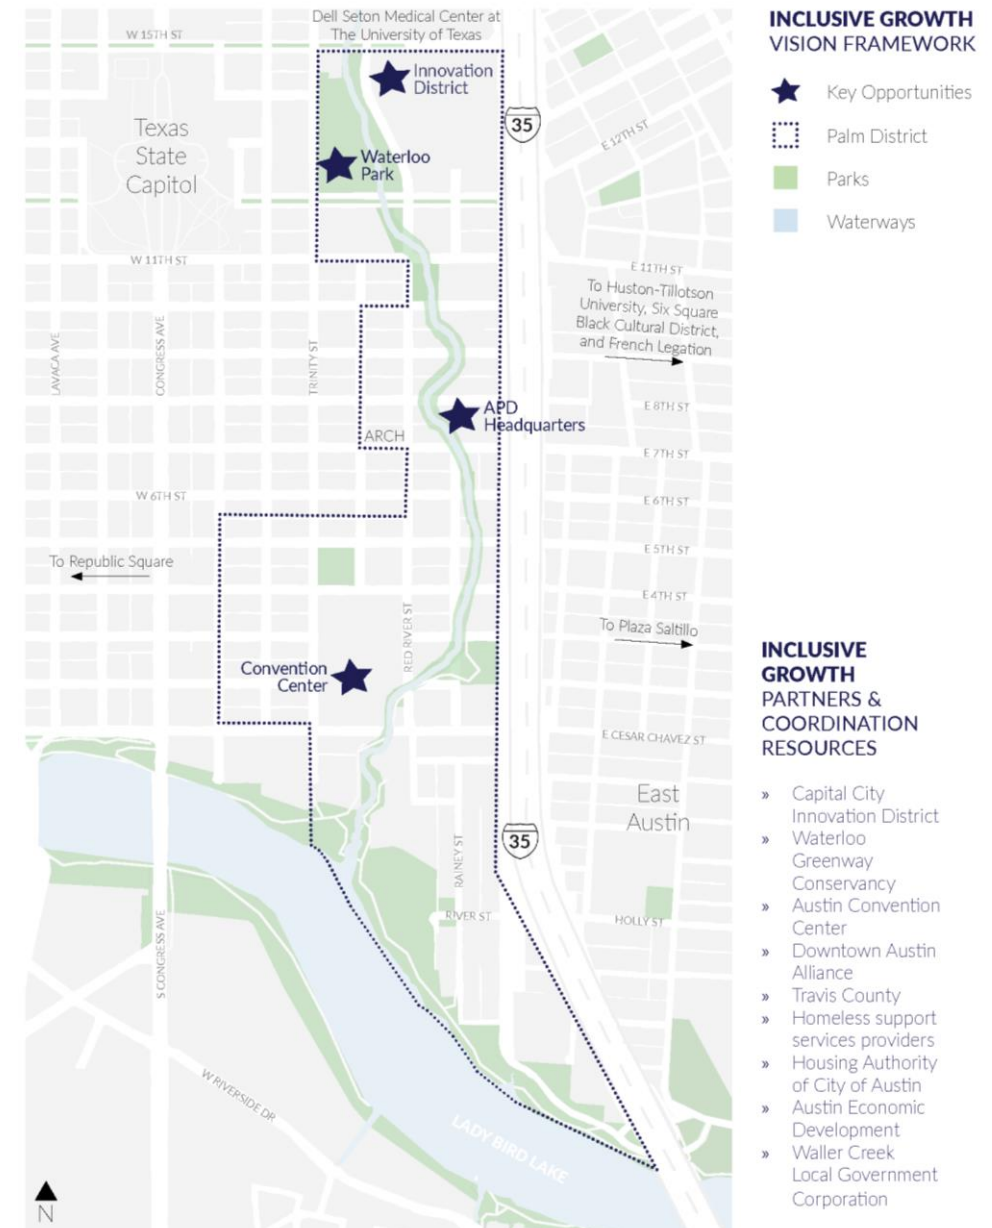 Dell Seton Medical Center at
The University of Texas
W 15TH ST
Innovation
District
35
E 12TH ST
Texas
State
Capitol
Waterloo
Park
W 11TH ST
E 11TH ST
To Huston-Tillotson
University, Six Square
Black Cultural District,
and French Legation
LAVACA AVE
CONGRESS AVE
TRINITY ST
E 8TH ST
APD
Headquarters
ARCH
E 7TH ST
W 6TH ST
E 6TH ST
E 5TH ST
To Republic Square
E 4TH ST
RED RIVER ST
To Plaza Saltillo
Convention
Center
E CESAR CHAVEZ ST
East
Austin
35
RAINEY ST
RIVER ST
HOLLY ST
S CONGRESS AVE
W RIVERSIDE DR
LADY BIRD LAKE
N
INCLUSIVE GROWTH
VISION FRAMEWORK
Key Opportunities
Palm District
Parks
Waterways
INCLUSIVE
GROWTH
PARTNERS &
COORDINATION
RESOURCES
» Capital City
Innovation District
» Waterloo
Greenway
Conservancy
» Austin Convention
Center
» Downtown Austin
Alliance
» Travis County
» Homeless support
services providers
» Housing Authority
of City of Austin
» Austin Economic
Development
» Waller Creek
Local Government
Corporation